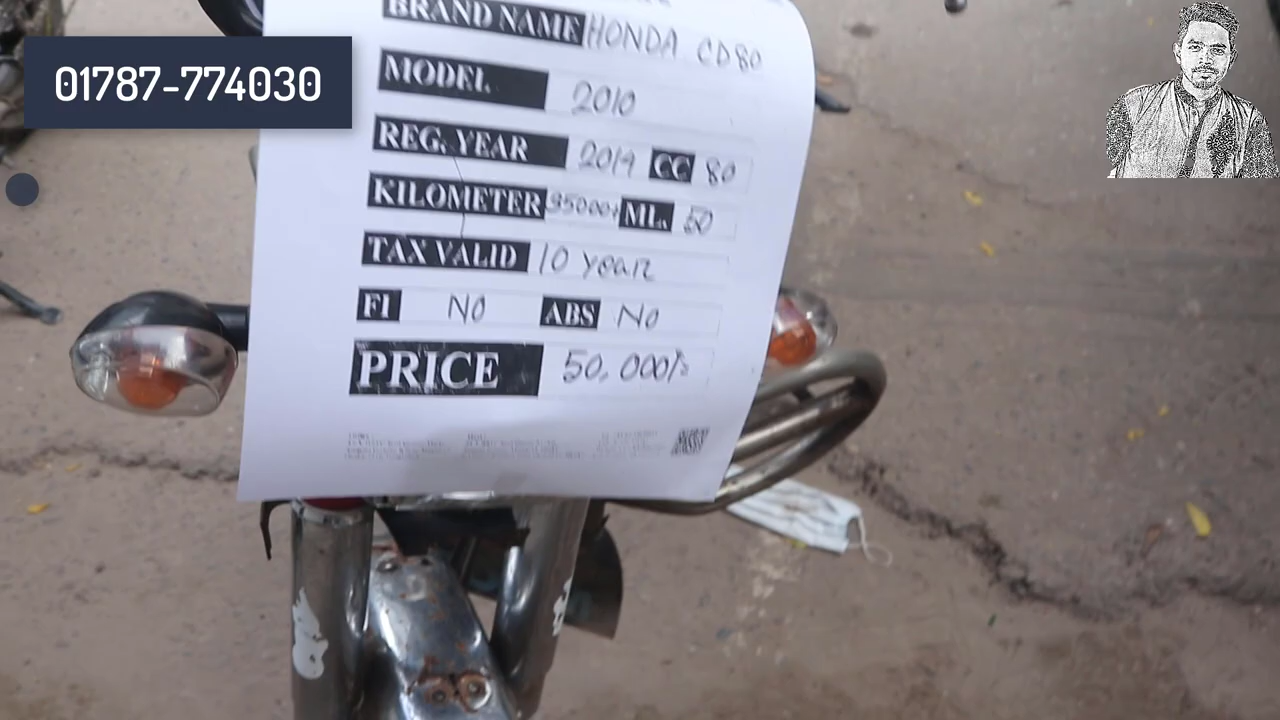 01787-774030
BRAND NAME HONDA CD80
MODEL 2010
REG. YEAR 2019 CC 80
KILOMETER 35000+ ML. 50
TAX VALID 10 year
FI NO ABS NO
PRICE 50,000/=